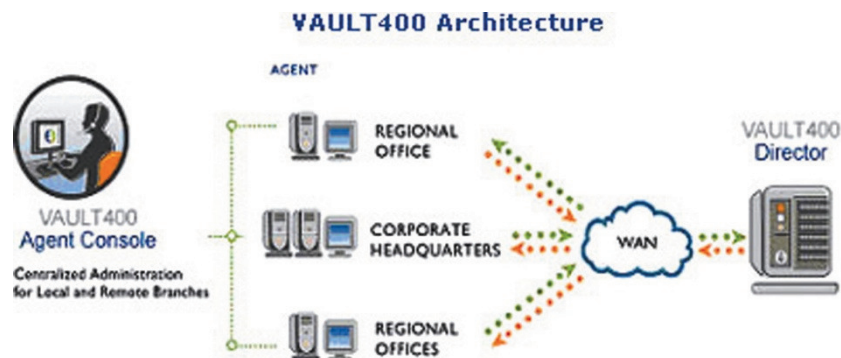 VAULT400 Architecture
AGENT
VAULT400
Agent Console
Centralized Administration
for Local and Remote Branches
REGIONAL
OFFICE
CORPORATE
HEADQUARTERS
REGIONAL
OFFICES
WAN
VAULT400
Director